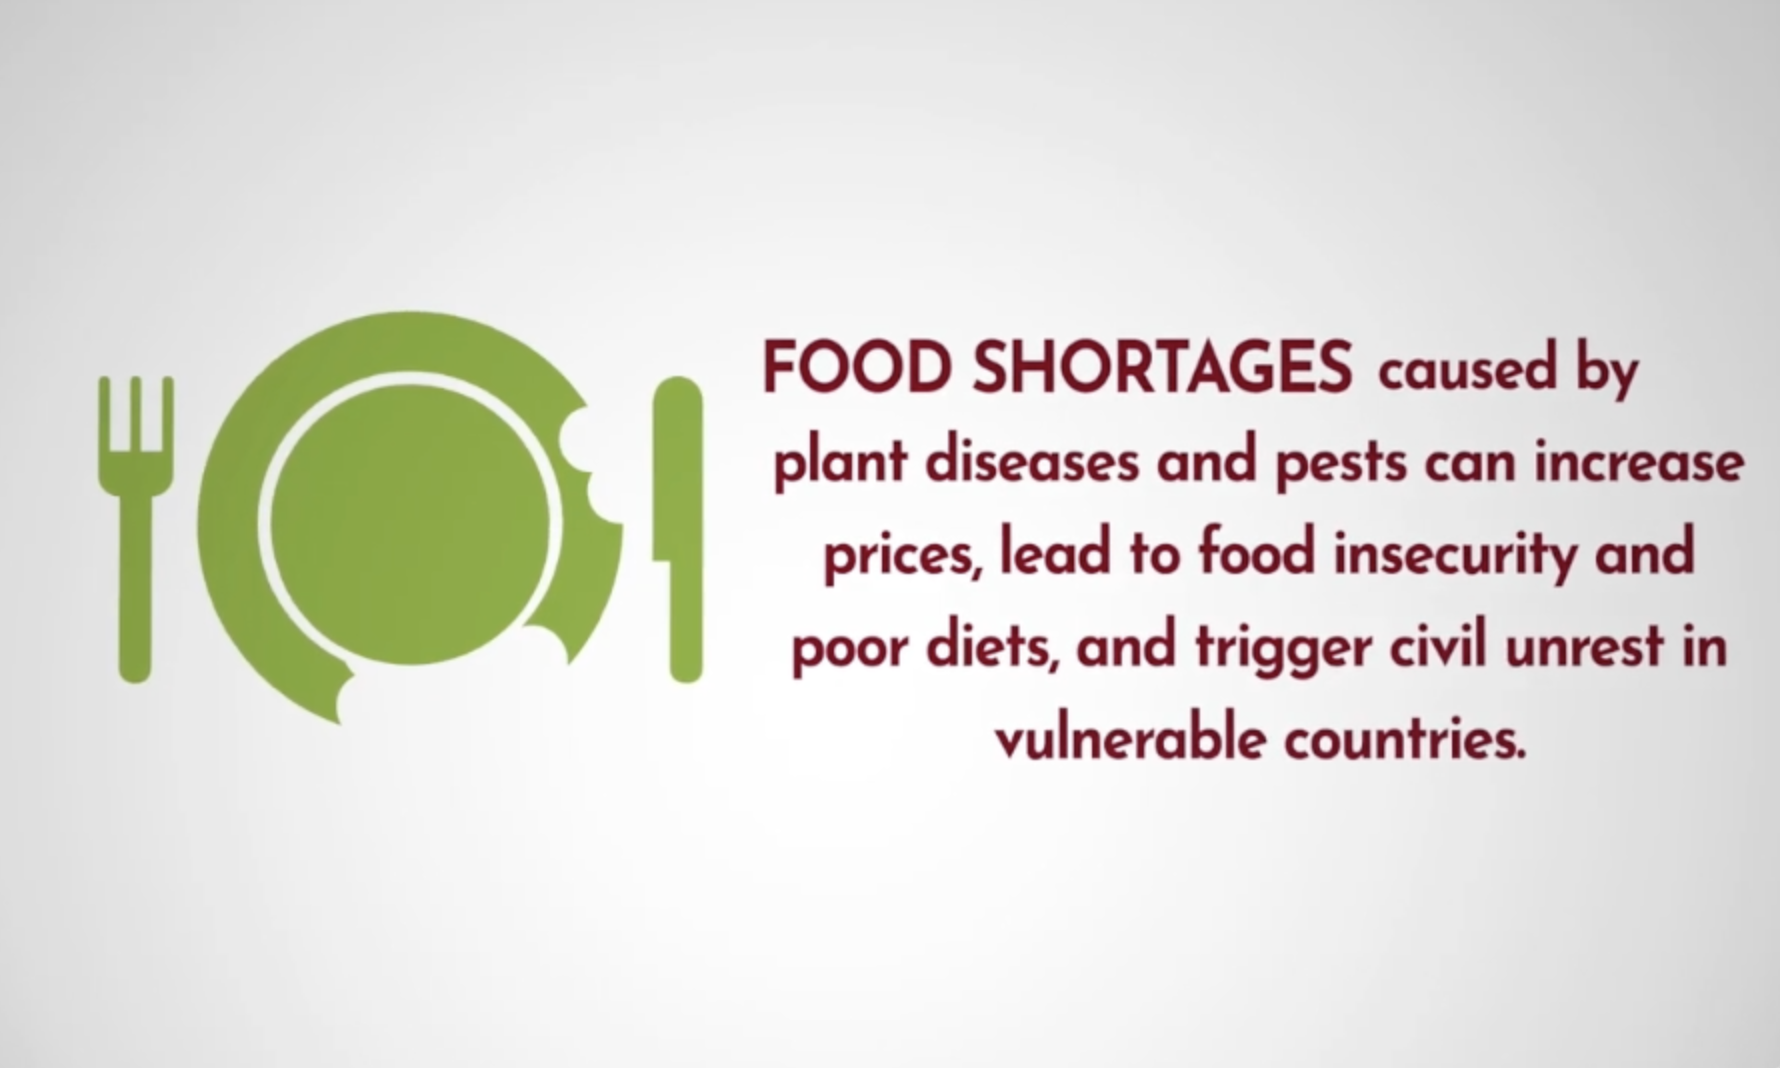 FOOD SHORTAGES caused by
plant diseases and pests can increase
prices, lead to food insecurity and
poor diets, and trigger civil unrest in
vulnerable countries.